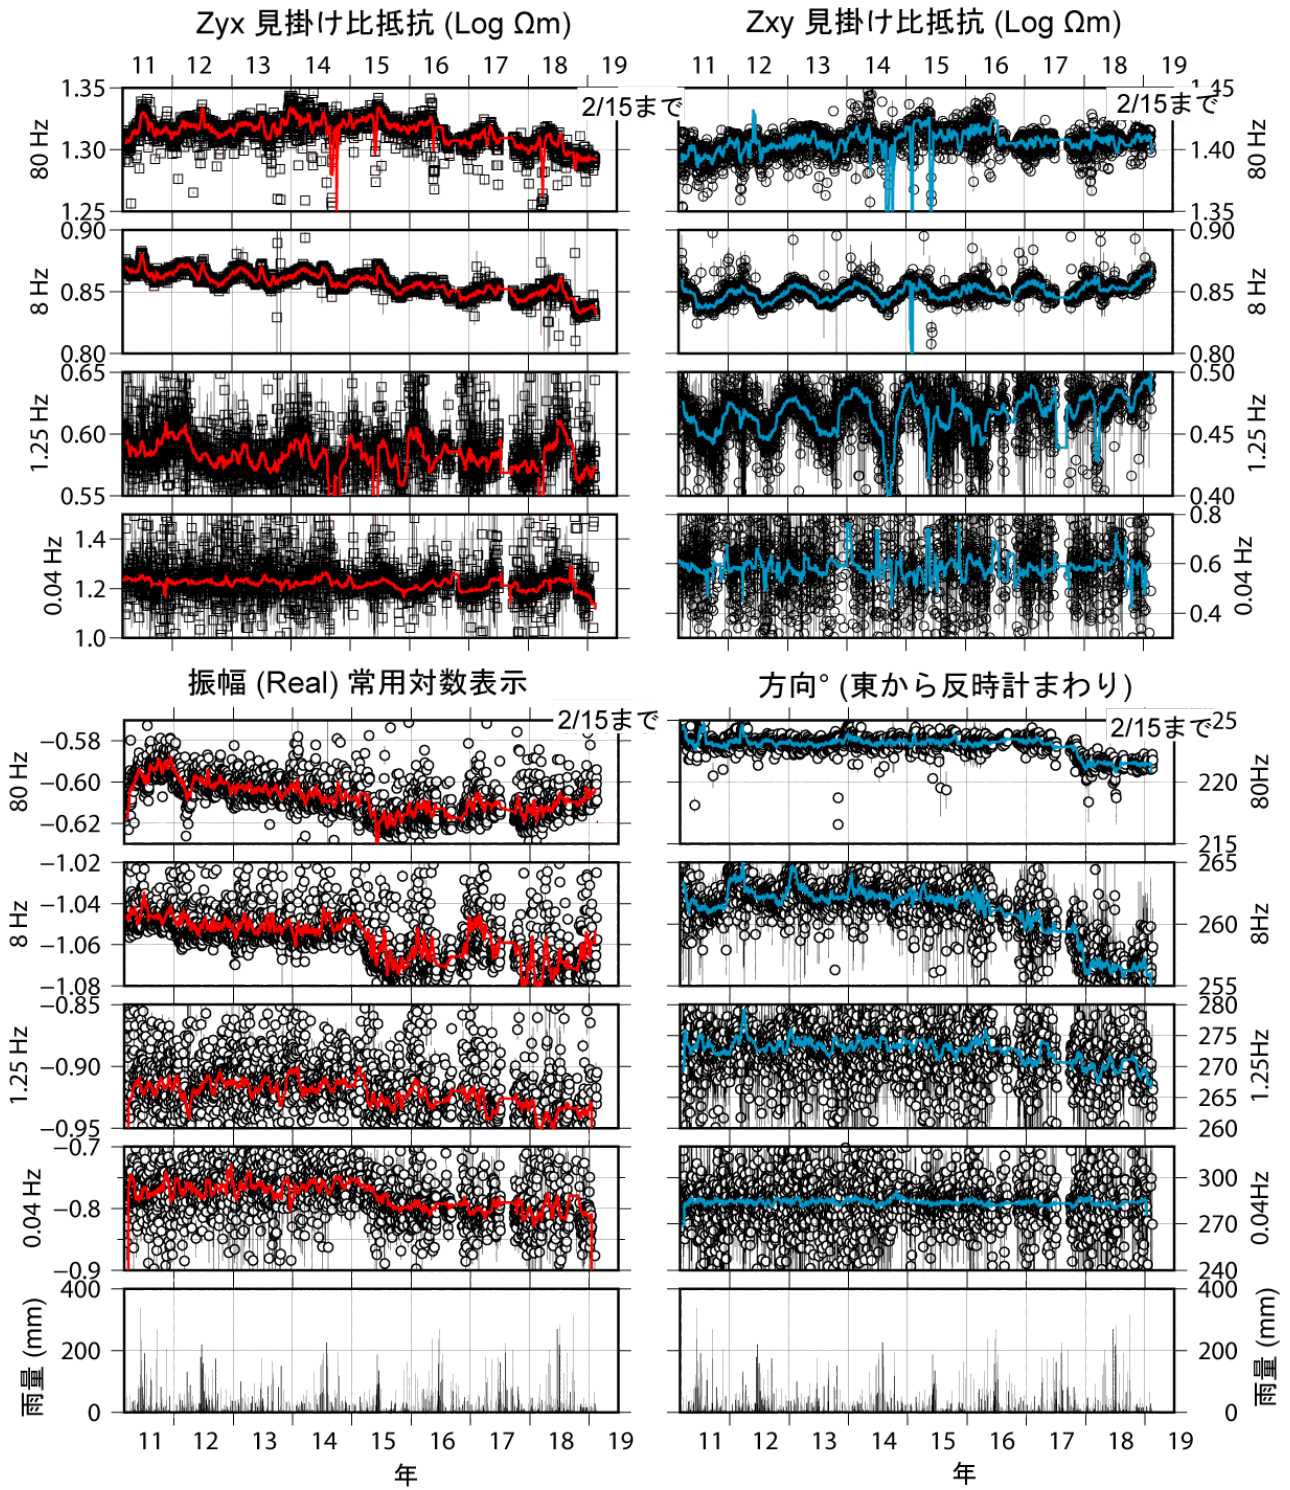 Zyx 見掛け比抵抗 (Log Ωm)
Zxy 見掛け比抵抗 (Log Ωm)
11 12 13 14 15 16 17 18 19
11 12 13 14 15 16 17 18 19
2/15まで
2/15まで
80 Hz
1.35
1.30
1.25
1.45
1.40
1.35
80 Hz
8 Hz
0.90
0.85
0.80
0.90
0.85
0.80
8 Hz
1.25 Hz
0.65
0.60
0.55
0.50
0.45
0.40
1.25 Hz
0.04 Hz
1.4
1.2
1.0
0.8
0.6
0.4
0.04 Hz
振幅 (Real) 常用対数表示
方向° (東から反時計まわり)
2/15まで
2/15まで
80 Hz
−0.58
−0.60
−0.62
25
220
215
80Hz
8 Hz
−1.02
−1.04
−1.06
−1.08
265
260
255
8Hz
1.25 Hz
−0.85
−0.90
−0.95
280
275
270
265
260
1.25Hz
0.04 Hz
−0.7
−0.8
−0.9
300
270
240
0.04Hz
雨量 (mm)
400
200
0
400
200
0
雨量 (mm)
11 12 13 14 15 16 17 18 19
11 12 13 14 15 16 17 18 19
年
年